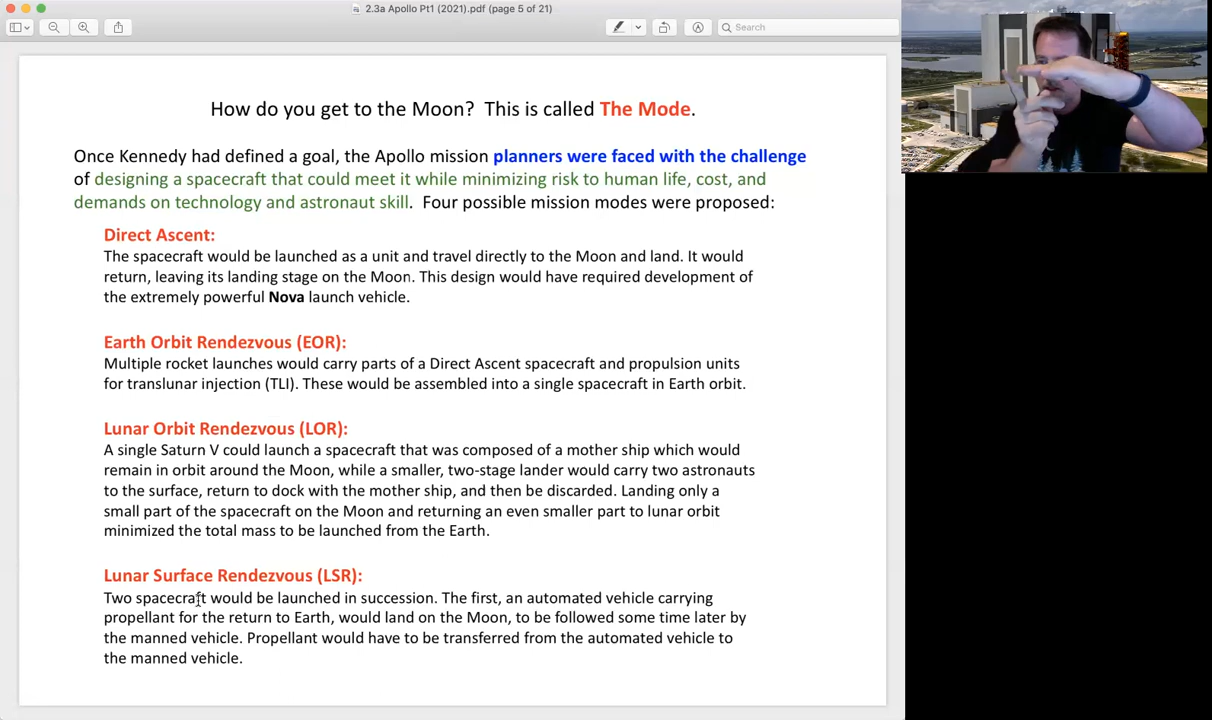 2.3a Apollo Pt1 (2021).pdf (page 5 of 21)
Search
How do you get to the Moon? This is called The Mode.
Once Kennedy had defined a goal, the Apollo mission planners were faced with the challenge
of designing a spacecraft that could meet it while minimizing risk to human life, cost, and
demands on technology and astronaut skill. Four possible mission modes were proposed:
Direct Ascent:
The spacecraft would be launched as a unit and travel directly to the Moon and land. It would
return, leaving its landing stage on the Moon. This design would have required development of
the extremely powerful Nova launch vehicle.
Earth Orbit Rendezvous (EOR):
Multiple rocket launches would carry parts of a Direct Ascent spacecraft and propulsion units
for translunar injection (TLI). These would be assembled into a single spacecraft in Earth orbit.
Lunar Orbit Rendezvous (LOR):
A single Saturn V could launch a spacecraft that was composed of a mother ship which would
remain in orbit around the Moon, while a smaller, two-stage lander would carry two astronauts
to the surface, return to dock with the mother ship, and then be discarded. Landing only a
small part of the spacecraft on the Moon and returning an even smaller part to lunar orbit
minimized the total mass to be launched from the Earth.
Lunar Surface Rendezvous (LSR):
Two spacecraft would be launched in succession. The first, an automated vehicle carrying
propellant for the return to Earth, would land on the Moon, to be followed some time later by
the manned vehicle. Propellant would have to be transferred from the automated vehicle to
the manned vehicle.